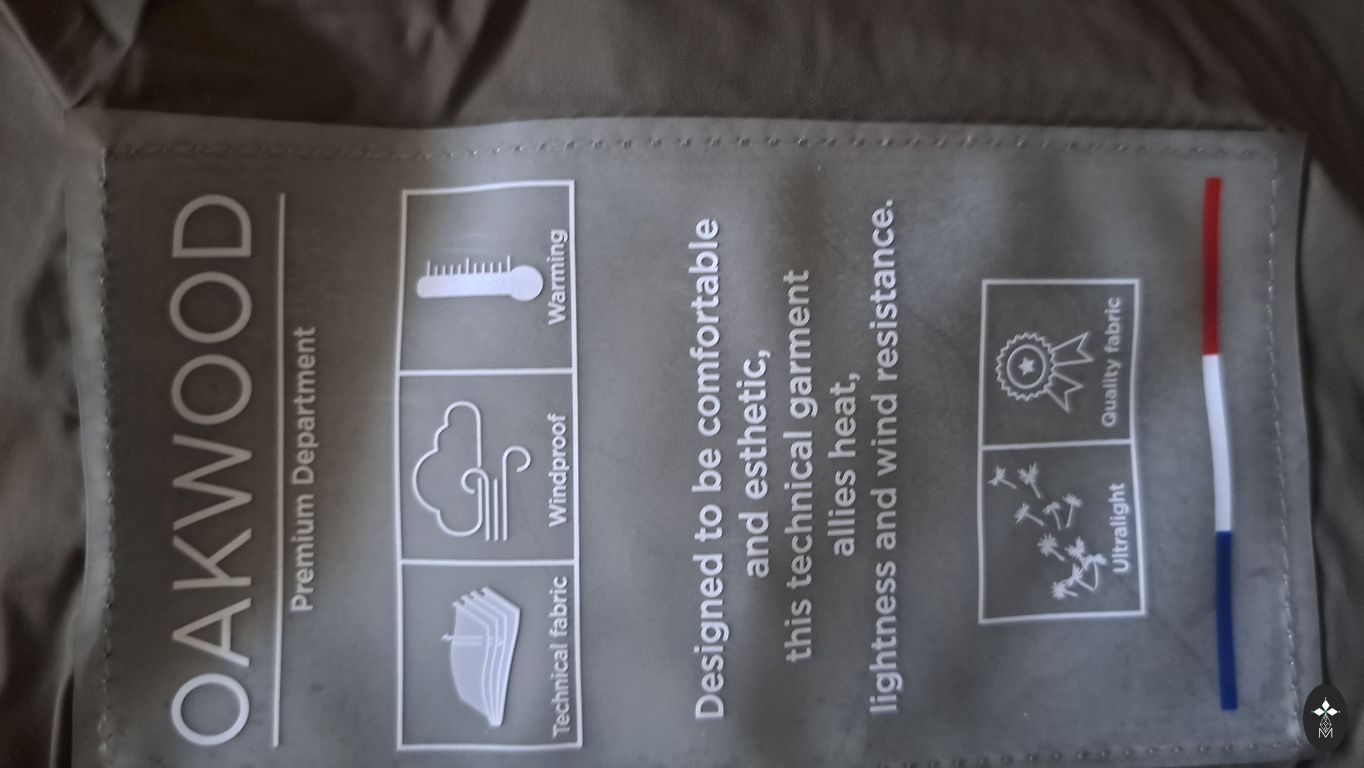 OAKWOOD
Premium Department
Technical fabric
Windproof
Warming
Designed to be comfortable
and esthetic,
this technical garment
allies heat,
lightness and wind resistance.
Ultralight
Quality fabric
M